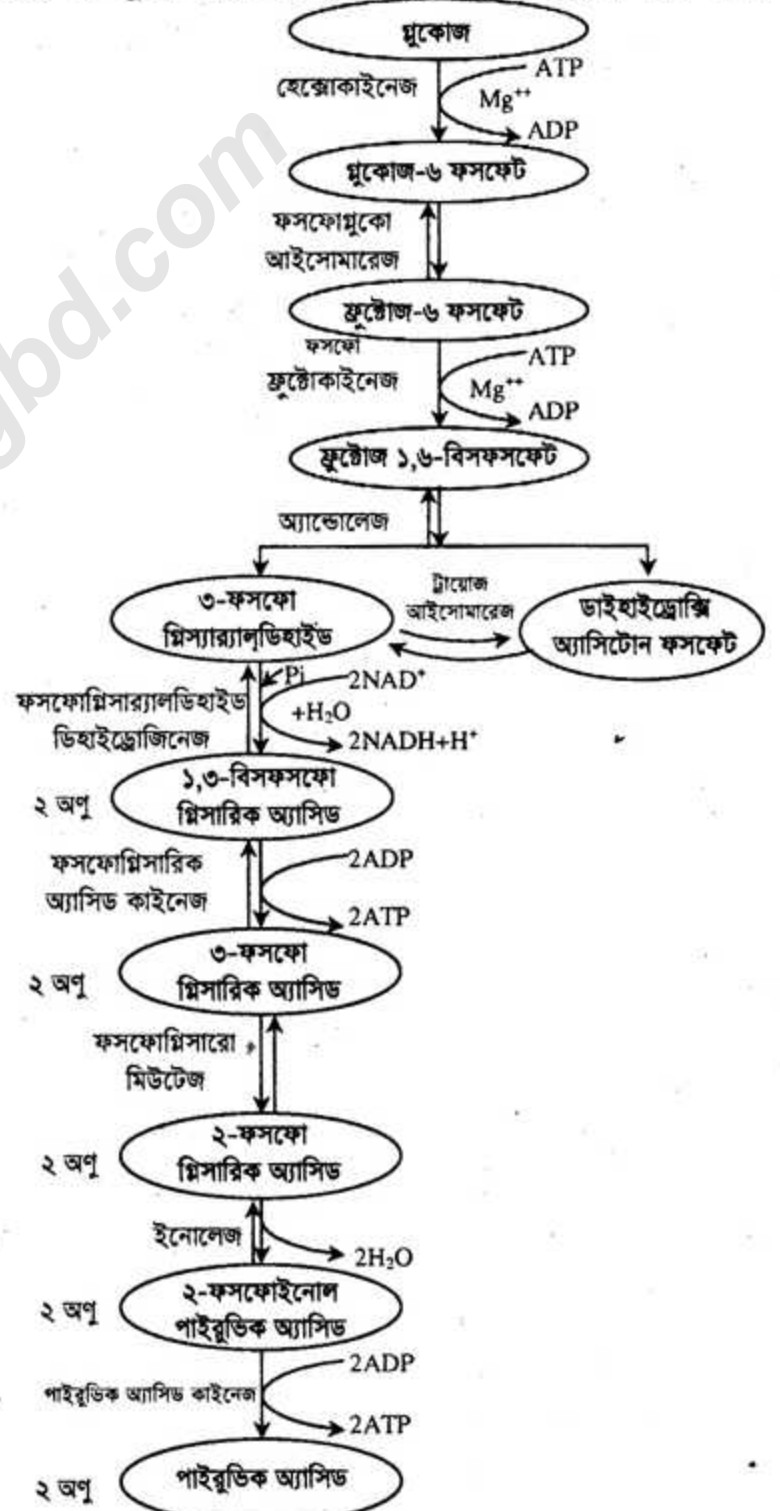 গ্লুকোজ
হেক্সোকাইনেজ
ATP
Mg⁺⁺
ADP
গ্লুকোজ-৬ ফসফেট
ফসফোগ্লুকো
আইসোমারেজ
ফ্রুক্টোজ-৬ ফসফেট
ফসফো
ফ্রুক্টোকাইনেজ
ATP
Mg⁺⁺
ADP
ফ্রুক্টোজ ১,৬-বিসফসফেট
অ্যান্ডোলেজ
৩-ফসফো
গ্লিস্যার‍্যাল্ডিহাইড
ট্রায়োজ
আইসোমারেজ
ডাইহাইড্রোক্সি
অ্যাসিটোন ফসফেট
ফসফোগ্লিসার‍্যালডিহাইড
ডিহাইড্রোজিনেজ
Pi
2NAD⁺
+H₂O
2NADH+H⁺
২ অণু
১,৩-বিসফসফো
গ্লিসারিক অ্যাসিড
ফসফোগ্লিসারিক
অ্যাসিড কাইনেজ
2ADP
2ATP
২ অণু
৩-ফসফো
গ্লিসারিক অ্যাসিড
ফসফোগ্লিসারো
মিউটেজ
২ অণু
২-ফসফো
গ্লিসারিক অ্যাসিড
ইনোলেজ
2H₂O
২ অণু
২-ফসফোইনোল
পাইরুভিক অ্যাসিড
পাইরুভিক অ্যাসিড কাইনেজ
2ADP
2ATP
২ অণু
পাইরুভিক অ্যাসিড
gbd.com